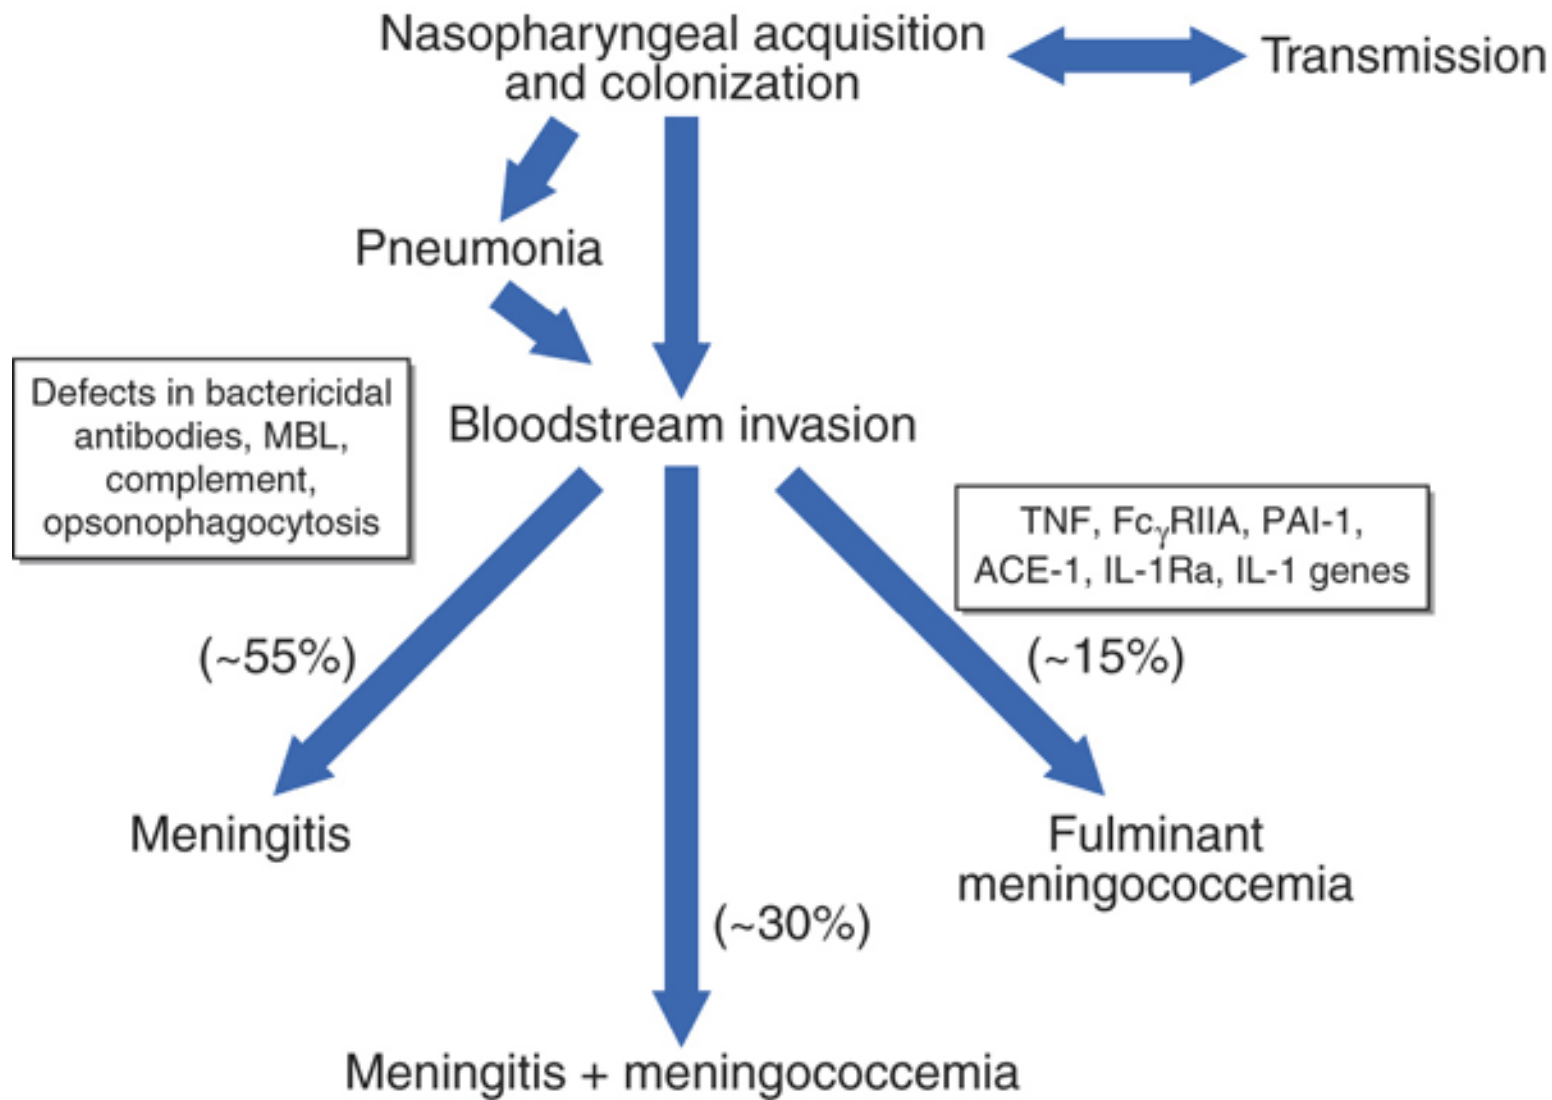 Nasopharyngeal acquisition
and colonization
Transmission
Pneumonia
Defects in bactericidal
antibodies, MBL,
complement,
opsonophagocytosis
Bloodstream invasion
TNF, FcγRIIA, PAI-1,
ACE-1, IL-1Ra, IL-1 genes
(~55%)
(~15%)
Meningitis
Fulminant
meningococcemia
(~30%)
Meningitis + meningococcemia